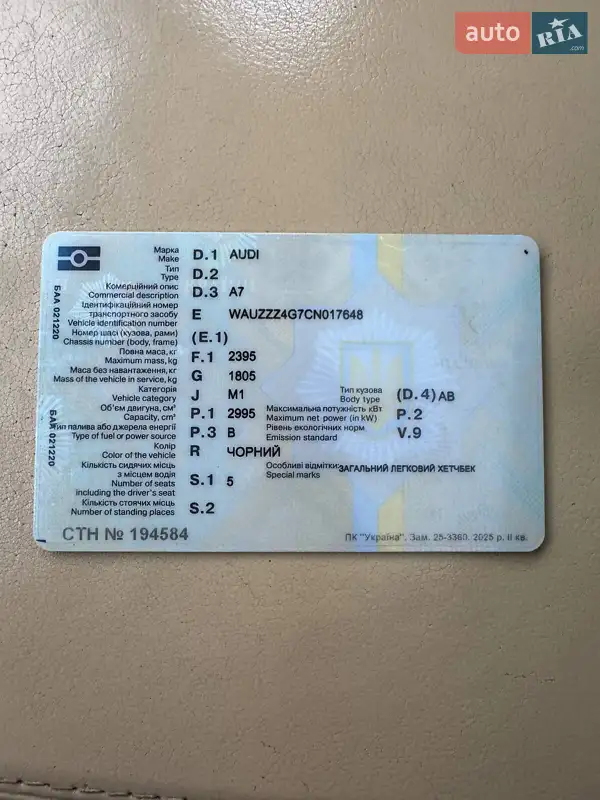 auto RIA .com
БАА 021220
БАА 021220
Марка
Make D.1 AUDI
Тип
Type D.2
Комерційний опис
Commercial description D.3 A7
Ідентифікаційний номер
транспортного засобу
Vehicle identification number E WAUZZZ4G7CN017648
Номер шасі (кузова, рами)
Chassis number (body, frame) (E.1)
Повна маса, кг
Maximum mass, kg F.1 2395
Маса без навантаження, кг
Mass of the vehicle in service, kg G 1805
Категорія
Vehicle category J M1
Тип кузова
Body type (D.4) АВ
Об'єм двигуна, см³
Capacity, cm³ P.1 2995
Максимальна потужність кВт
Maximum net power (in kW) P.2
Тип палива або джерела енергії
Type of fuel or power source P.3 B
Рівень екологічних норм
Emission standard V.9
Колір
Color of the vehicle R ЧОРНИЙ
Кількість сидячих місць
з місцем водія
Number of seats
including the driver's seat S.1 5
Особливі відмітки
Special marks ЗАГАЛЬНИЙ ЛЕГКОВИЙ ХЕТЧБЕК
Кількість стоячих місць
Number of standing places S.2
СТН № 194584
ПК "Україна". Зам. 25-3360. 2025 р. II кв.